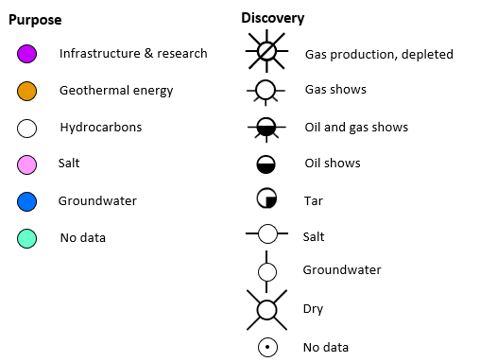 Purpose
Infrastructure & research
Geothermal energy
Hydrocarbons
Salt
Groundwater
No data
Discovery
Gas production, depleted
Gas shows
Oil and gas shows
Oil shows
Tar
Salt
Groundwater
Dry
No data